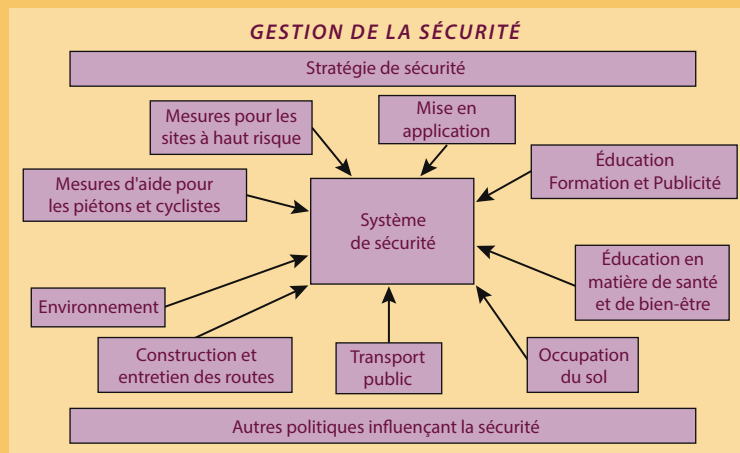 GESTION DE LA SÉCURITÉ
Stratégie de sécurité
Mesures pour les
sites à haut risque
Mise en
application
Éducation
Formation et Publicité
Mesures d'aide pour
les piétons et cyclistes
Système
de sécurité
Éducation en
matière de santé
et de bien-être
Environnement
Construction et
entretien des routes
Transport
public
Occupation
du sol
Autres politiques influençant la sécurité